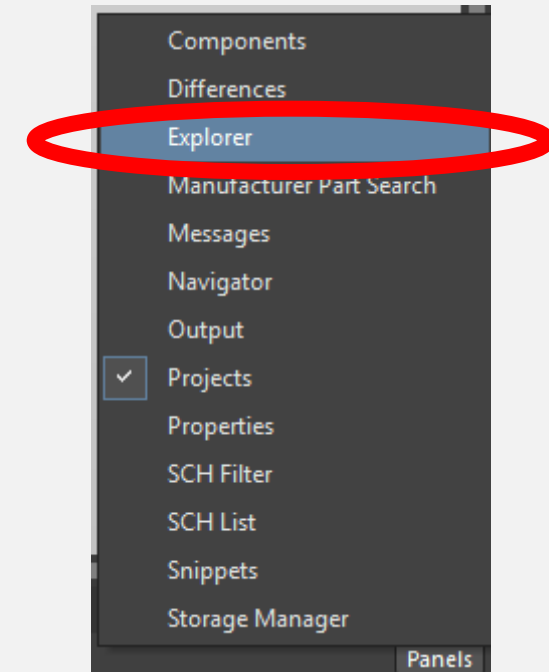 Components
Differences
Explorer
Manufacturer Part Search
Messages
Navigator
Output
Projects
Properties
SCH Filter
SCH List
Snippets
Storage Manager
Panels